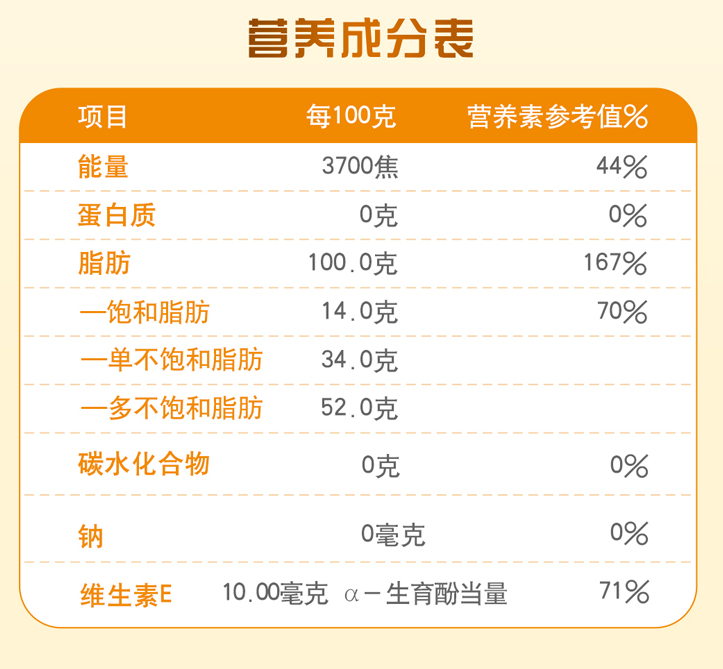 营养成分表
项目 每100克 营养素参考值%
能量 3700焦 44%
蛋白质 0克 0%
脂肪 100.0克 167%
—饱和脂肪 14.0克 70%
—单不饱和脂肪 34.0克
—多不饱和脂肪 52.0克
碳水化合物 0克 0%
钠 0毫克 0%
维生素E 10.00毫克 α－生育酚当量 71%